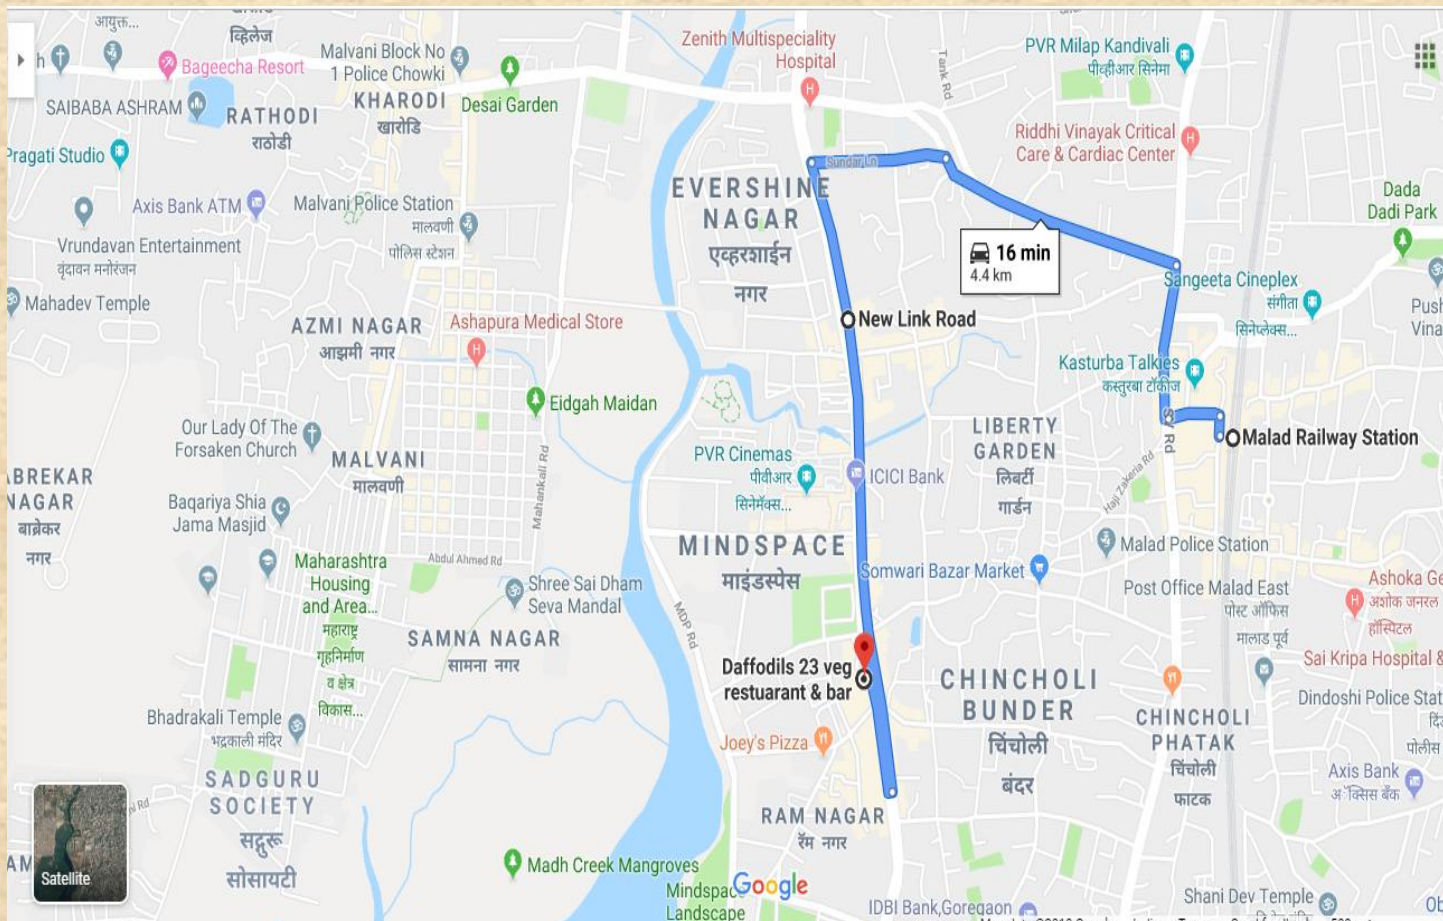 आयुक्त...
व्हिलेज
Bageecha Resort
SAIBABA ASHRAM
RATHODI
राठोडी
Pragati Studio
Axis Bank ATM
Vrundavan Entertainment
वृंदावन मनोरंजन
Mahadev Temple
Malvani Block No
1 Police Chowki
KHARODI
खारोडि
Desai Garden
Malvani Police Station
मालवणी
पोलिस स्टेशन
AZMI NAGAR
आझमी नगर
Ashapura Medical Store
Eidgah Maidan
Our Lady Of The
Forsaken Church
MALVANI
मालवणी
Mahankali Rd
ABREKAR
NAGAR
बाब्रेकर
नगर
Baqariya Shia
Jama Masjid
Abdul Ahmed Rd
Maharashtra
Housing
and Area...
महाराष्ट्र
गृहनिर्माण
व क्षेत्र
विकास...
Shree Sai Dham
Seva Mandal
SAMNA NAGAR
सामना नगर
Bhadrakali Temple
भद्रकाली मंदिर
SADGURU
SOCIETY
सद्गुरू
सोसायटी
Satellite
Madh Creek Mangroves
Zenith Multispeciality
Hospital
Tank Rd
PVR Milap Kandivali
पीव्हीआर सिनेमा
Riddhi Vinayak Critical
Care & Cardiac Center
Dada
Dadi Park
Sundar Ln
EVERSHINE
NAGAR
एव्हरशाईन
नगर
16 min
4.4 km
Sangeeta Cineplex
संगीता
सिनेप्लेक्स...
New Link Road
Kasturba Talkies
कस्तुरबा टॉकीज
SV Rd
Malad Railway Station
LIBERTY
GARDEN
लिबर्टी
गार्डन
PVR Cinemas
पीवीआर
सिनेमॅक्स...
ICICI Bank
Haji Zakeria Rd
MINDSPACE
माइंडस्पेस
MDP Rd
Malad Police Station
Somwari Bazar Market
Post Office Malad East
पोस्ट ऑफिस
मालाड पूर्व
Ashoka Ge
अशोक जनरल
हॉस्पिटल
Sai Kripa Hospital &
Dindoshi Police Stat
पोलीस
Daffodils 23 veg
restuarant & bar
CHINCHOLI
BUNDER
चिंचोली
बंदर
CHINCHOLI
PHATAK
चिंचोली
फाटक
Joey's Pizza
Axis Bank
अॅक्सिस बँक
RAM NAGAR
रॅम नगर
Mindspac
Landscape
Google
IDBI Bank,Goregaon
Shani Dev Temple